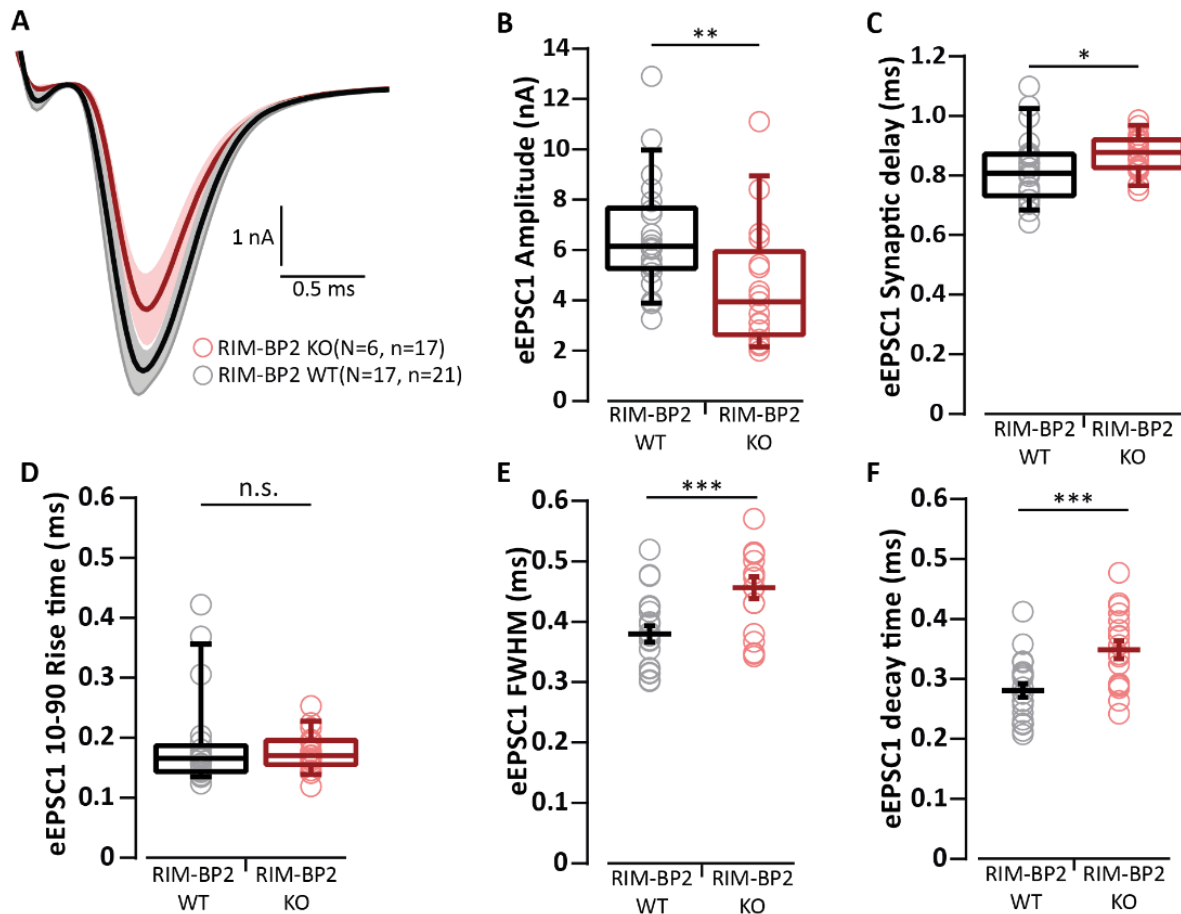 A
1 nA
0.5 ms
RIM-BP2 KO(N=6, n=17)
RIM-BP2 WT(N=17, n=21)
B
**
eEPSC1 Amplitude (nA)
14
12
10
8
6
4
2
0
RIM-BP2 RIM-BP2
WT KO
C
*
eEPSC1 Synaptic delay (ms)
1.2
1.0
0.8
0.6
0.4
0.2
0
RIM-BP2 RIM-BP2
WT KO
D
n.s.
eEPSC1 10-90 Rise time (ms)
0.6
0.5
0.4
0.3
0.2
0.1
0
RIM-BP2 RIM-BP2
WT KO
E
***
eEPSC1 FWHM (ms)
0.6
0.5
0.4
0.3
0.2
0.1
0
RIM-BP2 RIM-BP2
WT KO
F
***
eEPSC1 decay time (ms)
0.6
0.5
0.4
0.3
0.2
0.1
0
RIM-BP2 RIM-BP2
WT KO